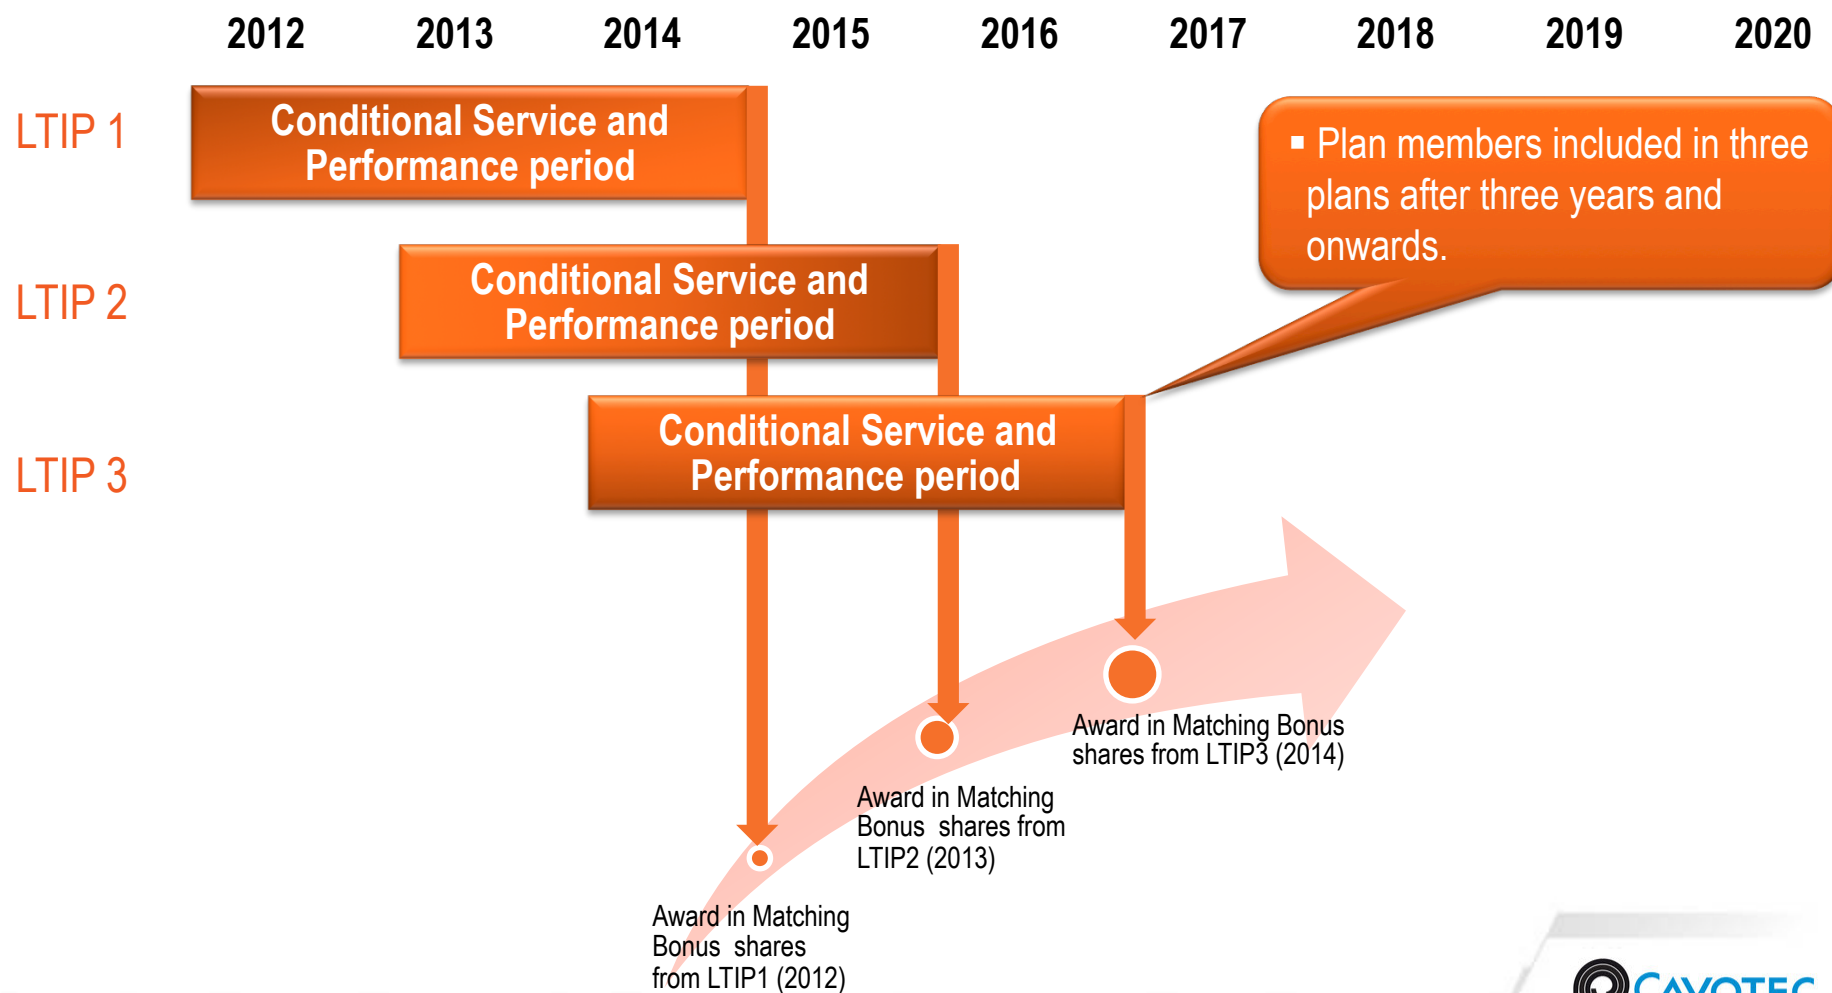 2012 2013 2014 2015 2016 2017 2018 2019 2020
LTIP 1
Conditional Service and
Performance period
▪ Plan members included in three
plans after three years and
onwards.
LTIP 2
Conditional Service and
Performance period
LTIP 3
Conditional Service and
Performance period
Award in Matching Bonus
shares from LTIP3 (2014)
Award in Matching
Bonus shares from
LTIP2 (2013)
Award in Matching
Bonus shares
from LTIP1 (2012)
CAVOTEC